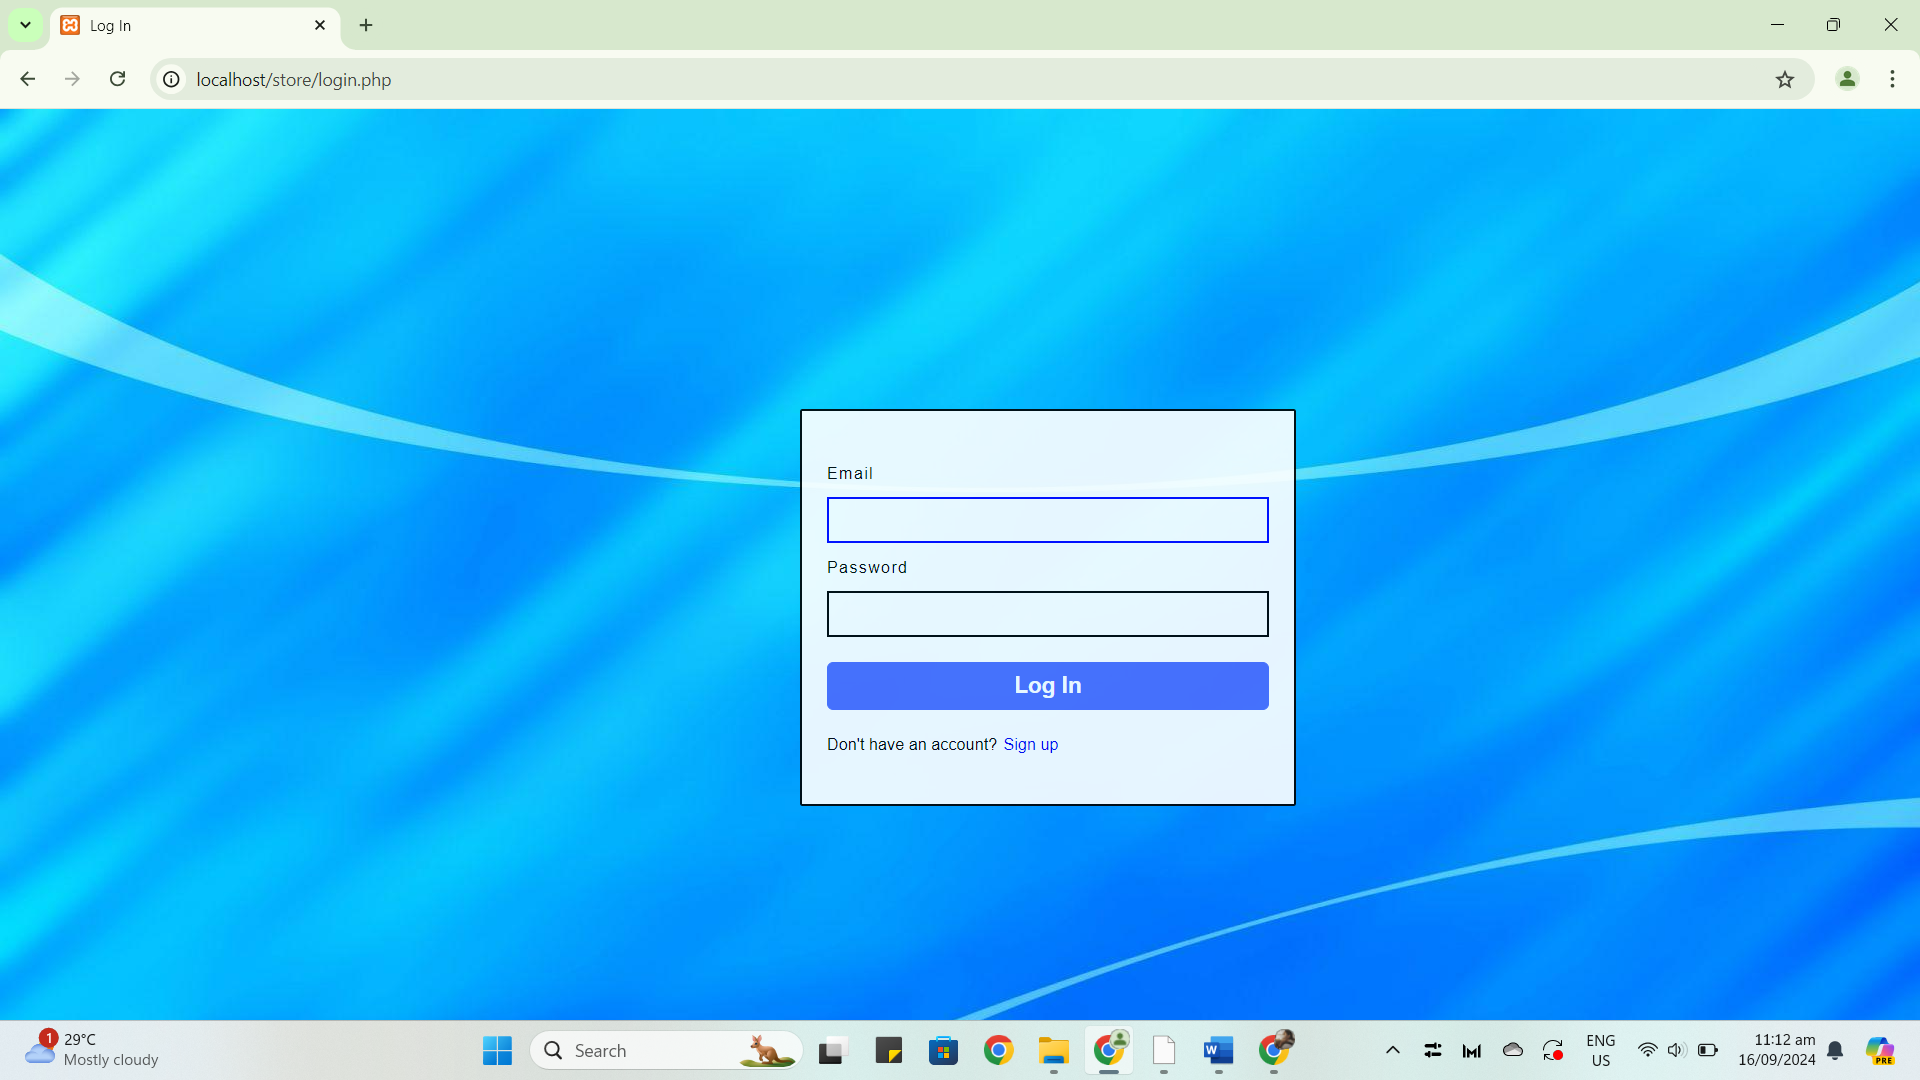 Log In
localhost/store/login.php
Email
Password
Log In
Don't have an account? Sign up
1
29°C
Mostly cloudy
Search
W
ENG
US
11:12 am
16/09/2024
PRE